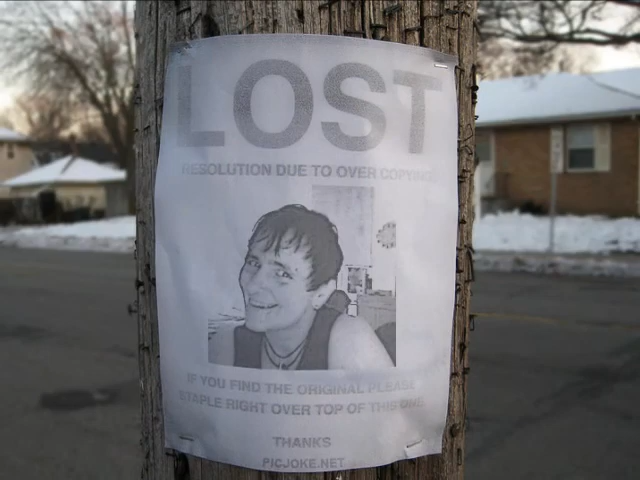 LOST
RESOLUTION DUE TO OVER COPYING
IF YOU FIND THE ORIGINAL PLEASE
STAPLE RIGHT OVER TOP OF THIS ONE
THANKS
PICJOKE.NET